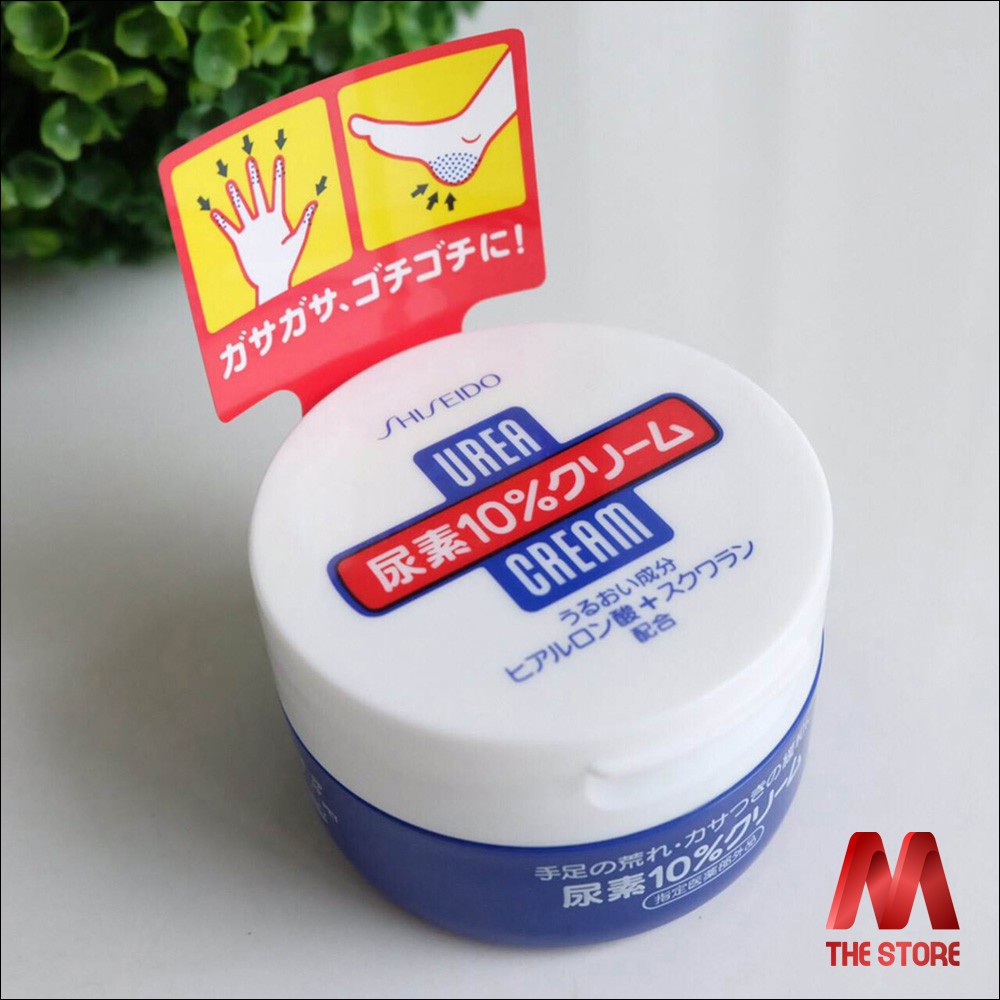 ガサガサ、ゴチゴチに!
SHISEIDO
UREA
尿素10%クリーム
CREAM
うるおい成分
ヒアルロン酸+スクワラン
配合
手足の荒れ・カサつきの
尿素10%クリーム
指定医薬部外品
M
THE STORE